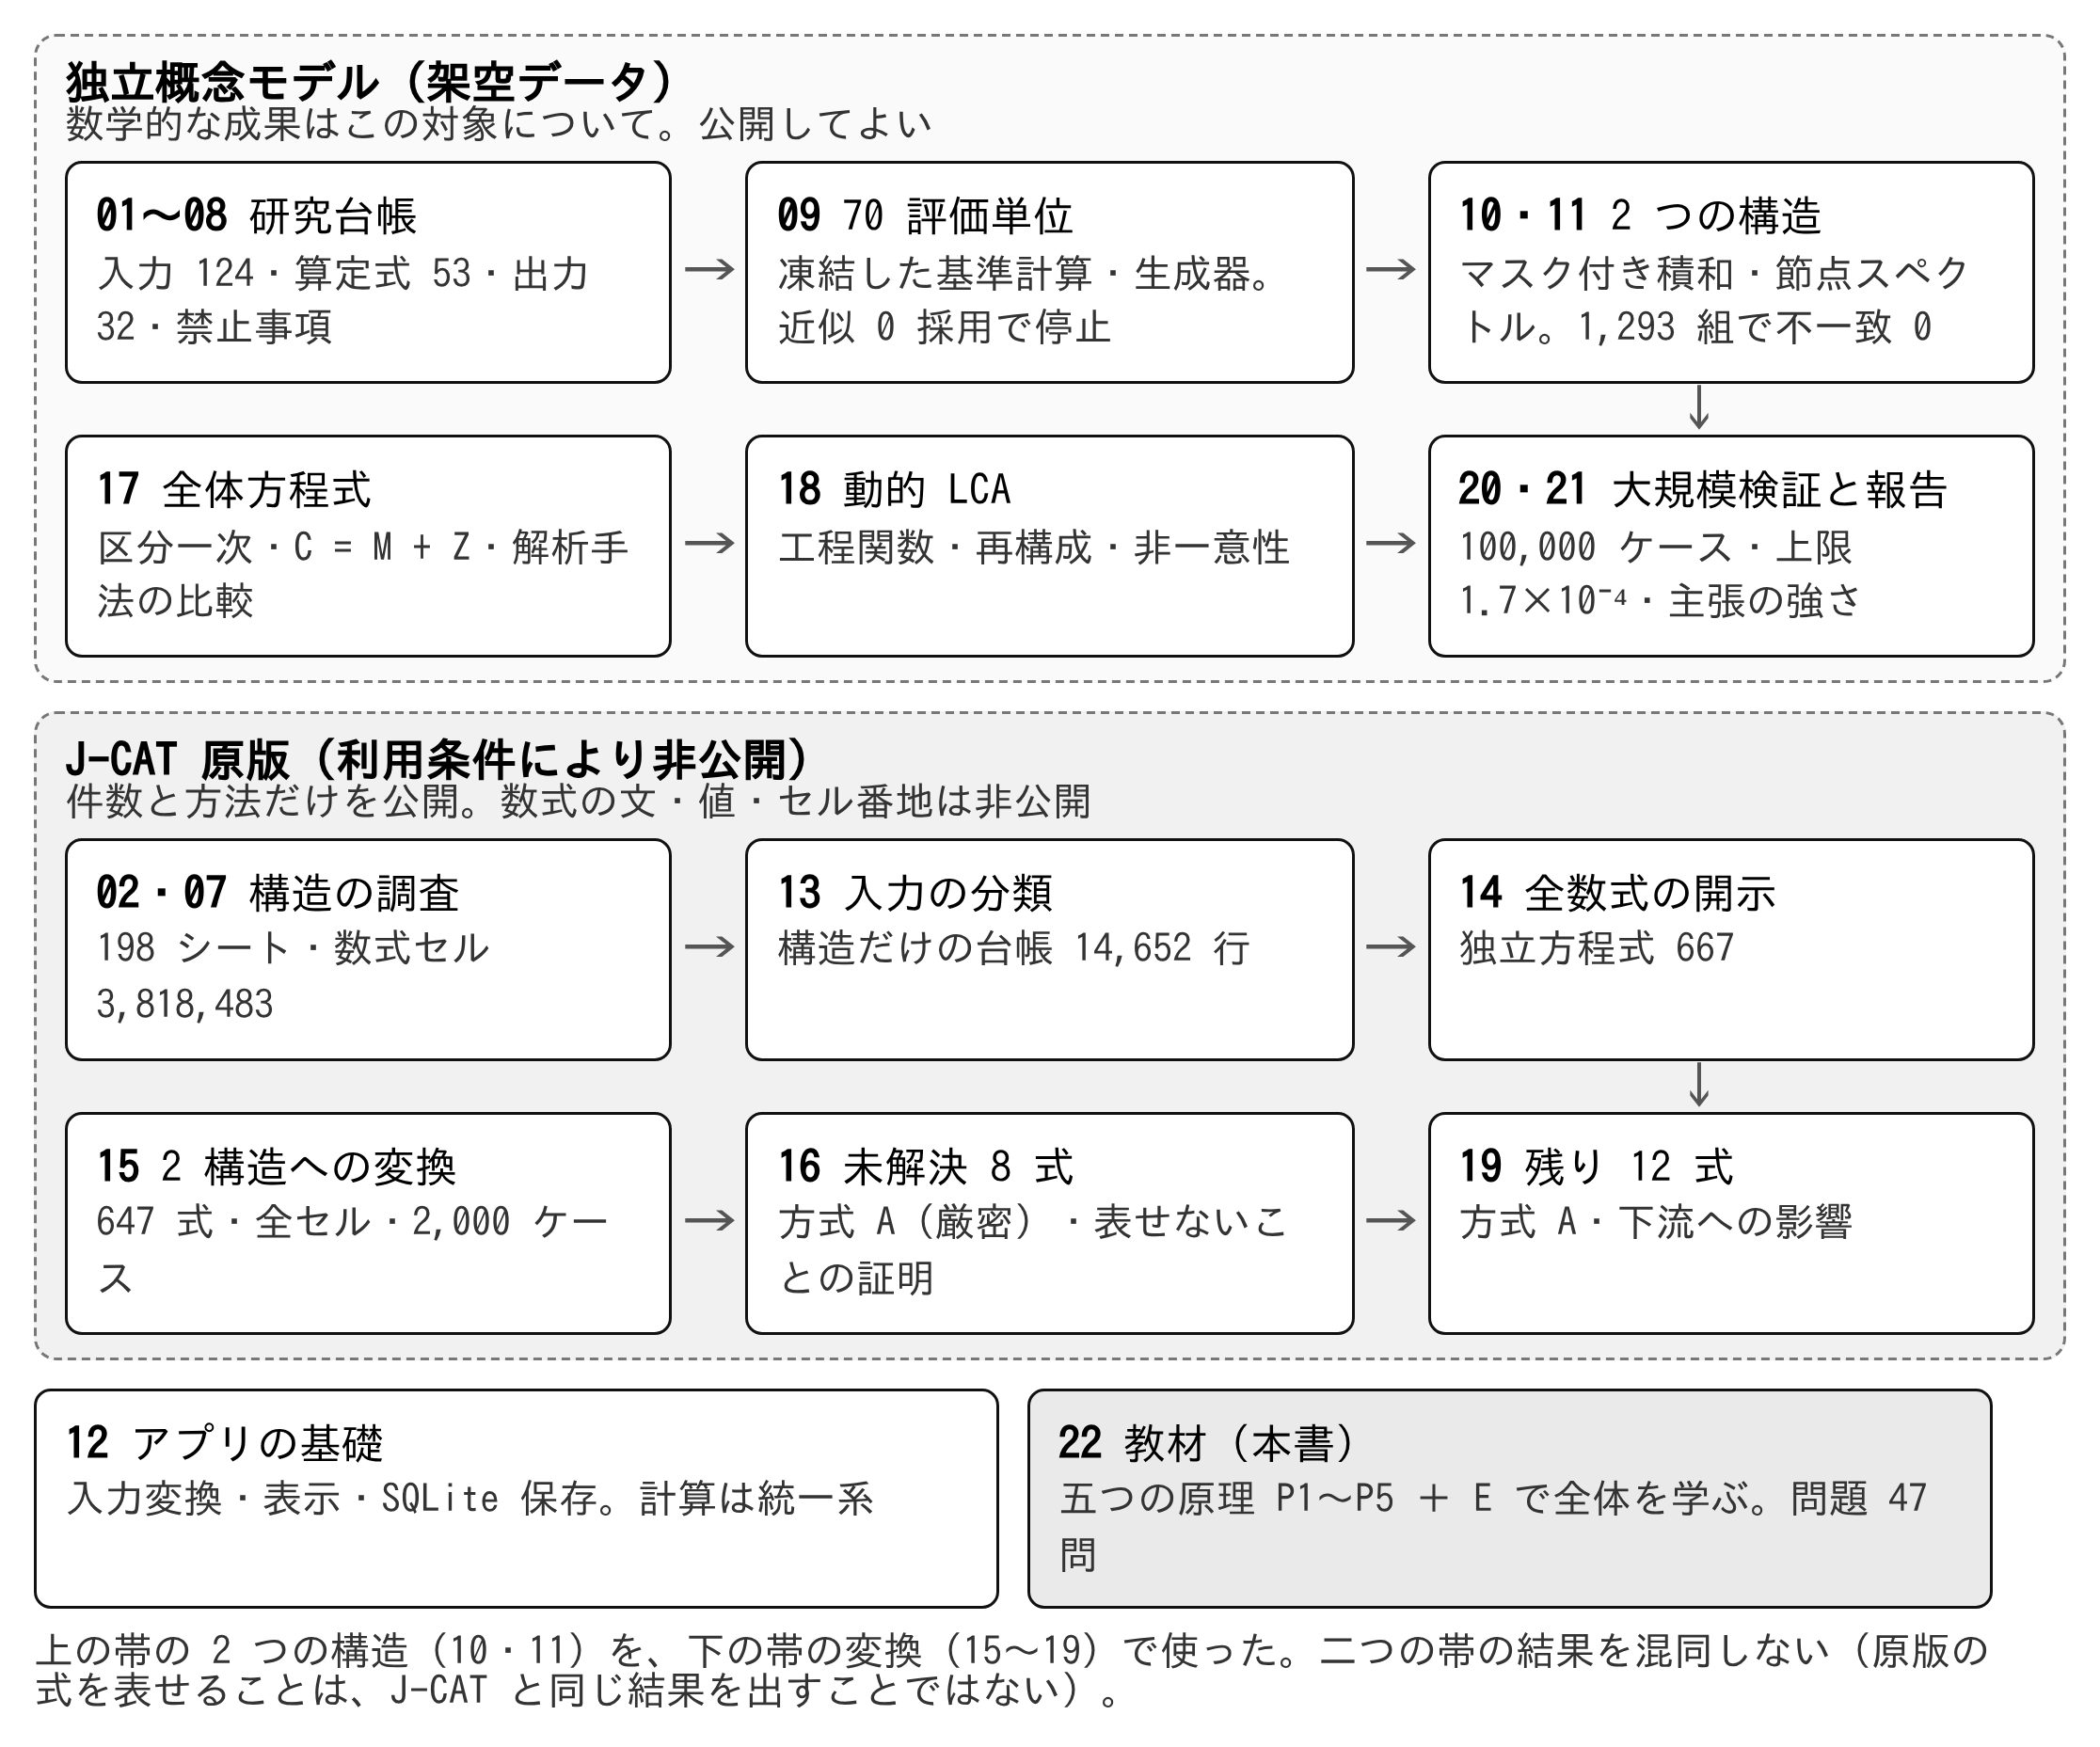 独立概念モデル（架空データ）
数学的な成果はこの対象について。公開してよい
01～08 研究台帳
入力 124・算定式 53・出力
32・禁止事項
→
09 70 評価単位
凍結した基準計算・生成器。
近似 0 採用で停止
→
10・11 2 つの構造
マスク付き積和・節点スペク
トル。1,293 組で不一致 0
↓
17 全体方程式
区分一次・C = M + Z・解析手
法の比較
→
18 動的 LCA
工程関数・再構成・非一意性
→
20・21 大規模検証と報告
100,000 ケース・上限
1.7×10⁻⁴・主張の強さ
J-CAT 原版（利用条件により非公開）
件数と方法だけを公開。数式の文・値・セル番地は非公開
02・07 構造の調査
198 シート・数式セル
3,818,483
→
13 入力の分類
構造だけの台帳 14,652 行
→
14 全数式の開示
独立方程式 667
↓
15 2 構造への変換
647 式・全セル・2,000 ケー
ス
→
16 未解決 8 式
方式 A（厳密）・表せないこ
との証明
→
19 残り 12 式
方式 A・下流への影響
12 アプリの基礎
入力変換・表示・SQLite 保存。計算は統一系
22 教材（本書）
五つの原理 P1～P5 ＋ E で全体を学ぶ。問題 47
問
上の帯の 2 つの構造（10・11）を、下の帯の変換（15～19）で使った。二つの帯の結果を混同しない（原版の
式を表せることは、J-CAT と同じ結果を出すことではない）。